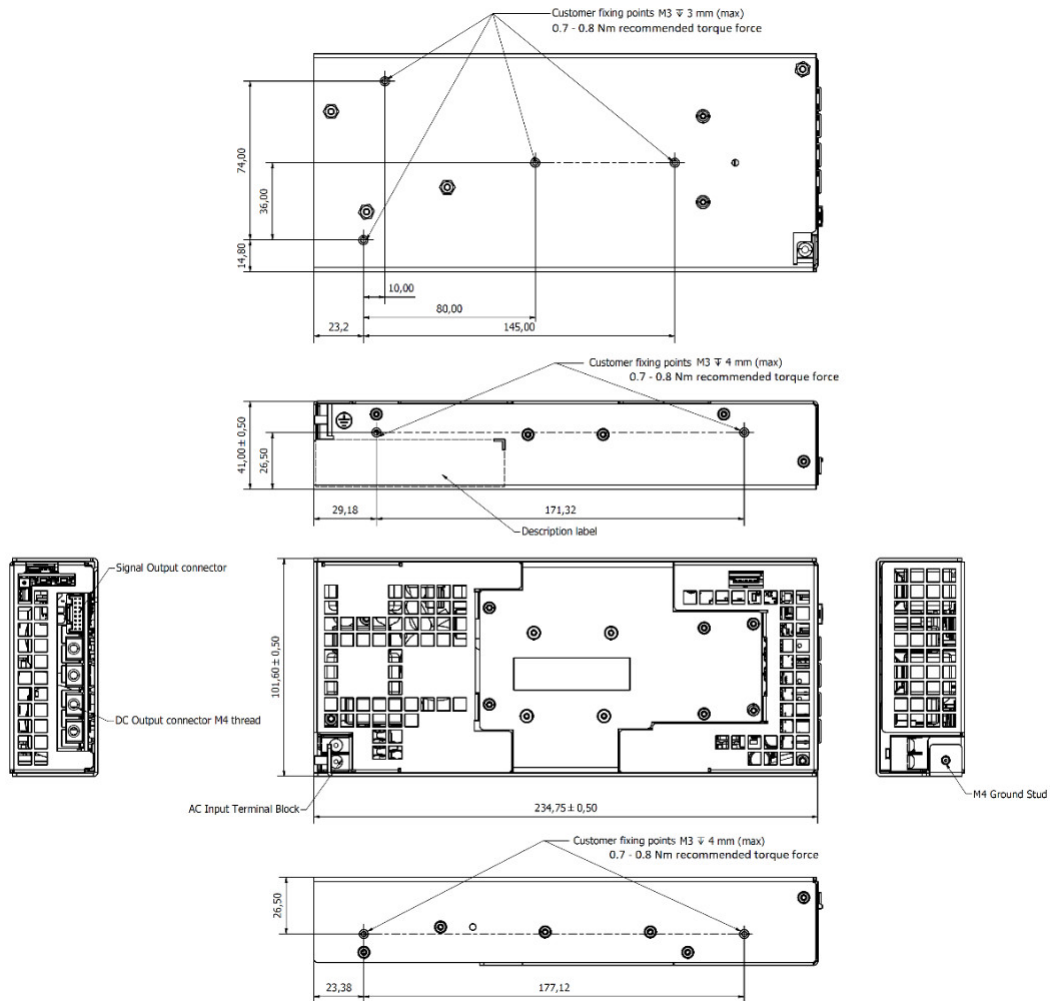 Customer fixing points M3 ↧ 3 mm (max)
0.7 - 0.8 Nm recommended torque force
74,00
36,00
14,80
10,00
80,00
23,2
145,00
Customer fixing points M3 ↧ 4 mm (max)
0.7 - 0.8 Nm recommended torque force
41,00 ± 0,50
26,50
29,18
171,32
Description label
Signal Output connector
101,60 ± 0,50
DC Output connector M4 thread
AC Input Terminal Block
234,75 ± 0,50
M4 Ground Stud
Customer fixing points M3 ↧ 4 mm (max)
0.7 - 0.8 Nm recommended torque force
26,50
23,38
177,12